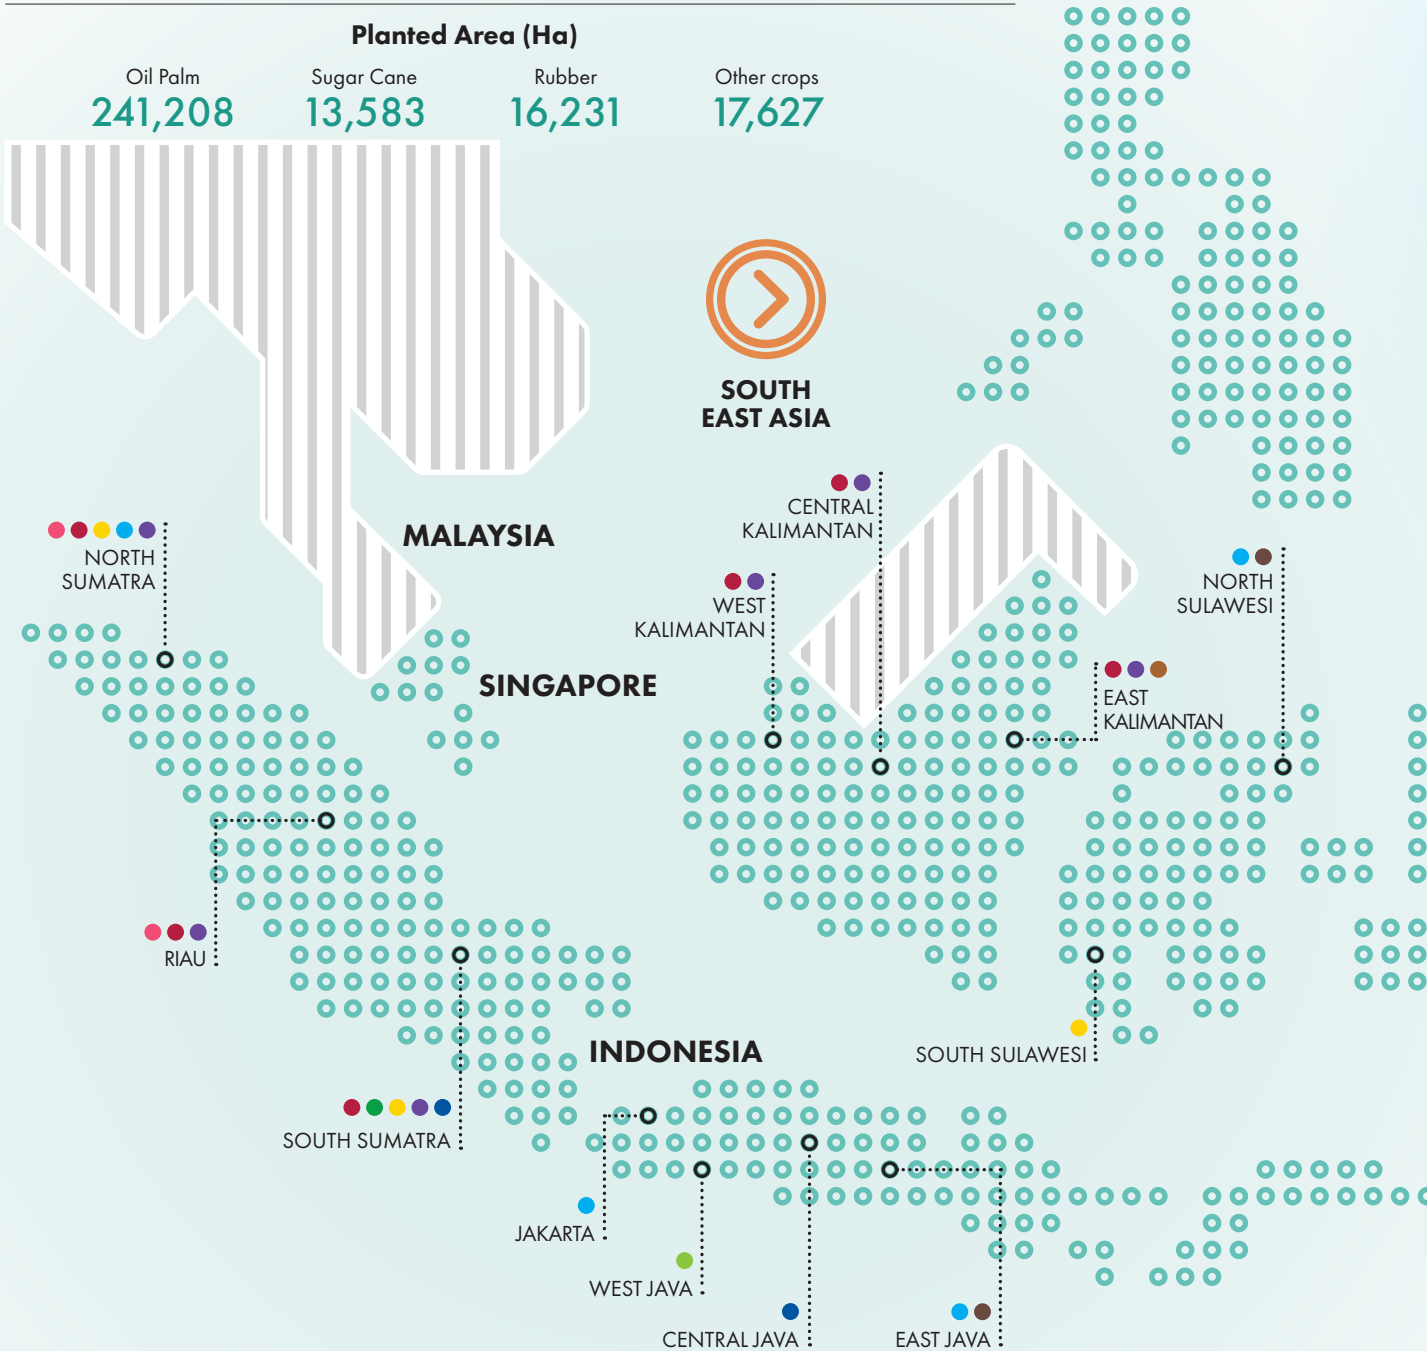 Planted Area (Ha)
Oil Palm
Sugar Cane
Rubber
Other crops
241,208
13,583
16,231
17,627
SOUTH
EAST ASIA
CENTRAL
KALIMANTAN
MALAYSIA
NORTH
SUMATRA
NORTH
SULAWESI
WEST
KALIMANTAN
SINGAPORE
EAST
KALIMANTAN
RIAU
INDONESIA
SOUTH SULAWESI
SOUTH SUMATRA
JAKARTA
WEST JAVA
CENTRAL JAVA
EAST JAVA